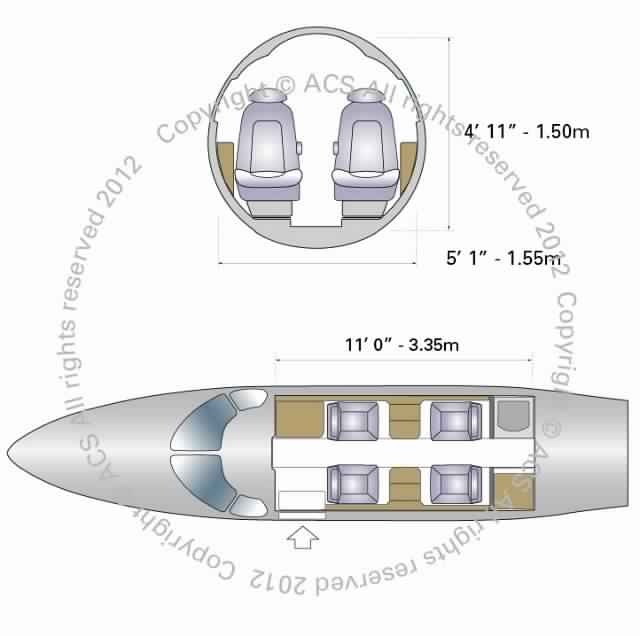 4' 11" - 1.50m
5' 1" - 1.55m
11' 0" - 3.35m
Copyright © ACS All rights reserved 2012 Copyright © ACS All rights reserved 2012 Copyright © ACS All rights reserved 2012